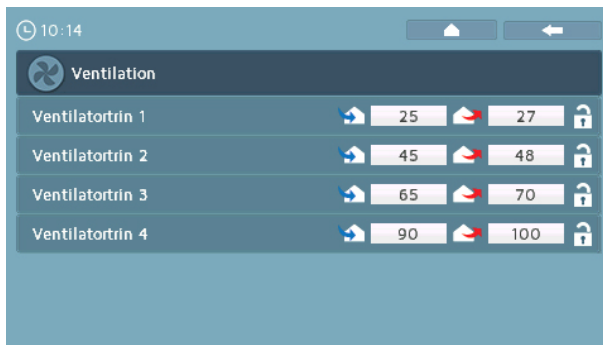 10:14
Ventilation
Ventilatortrin 1 25 27
Ventilatortrin 2 45 48
Ventilatortrin 3 65 70
Ventilatortrin 4 90 100